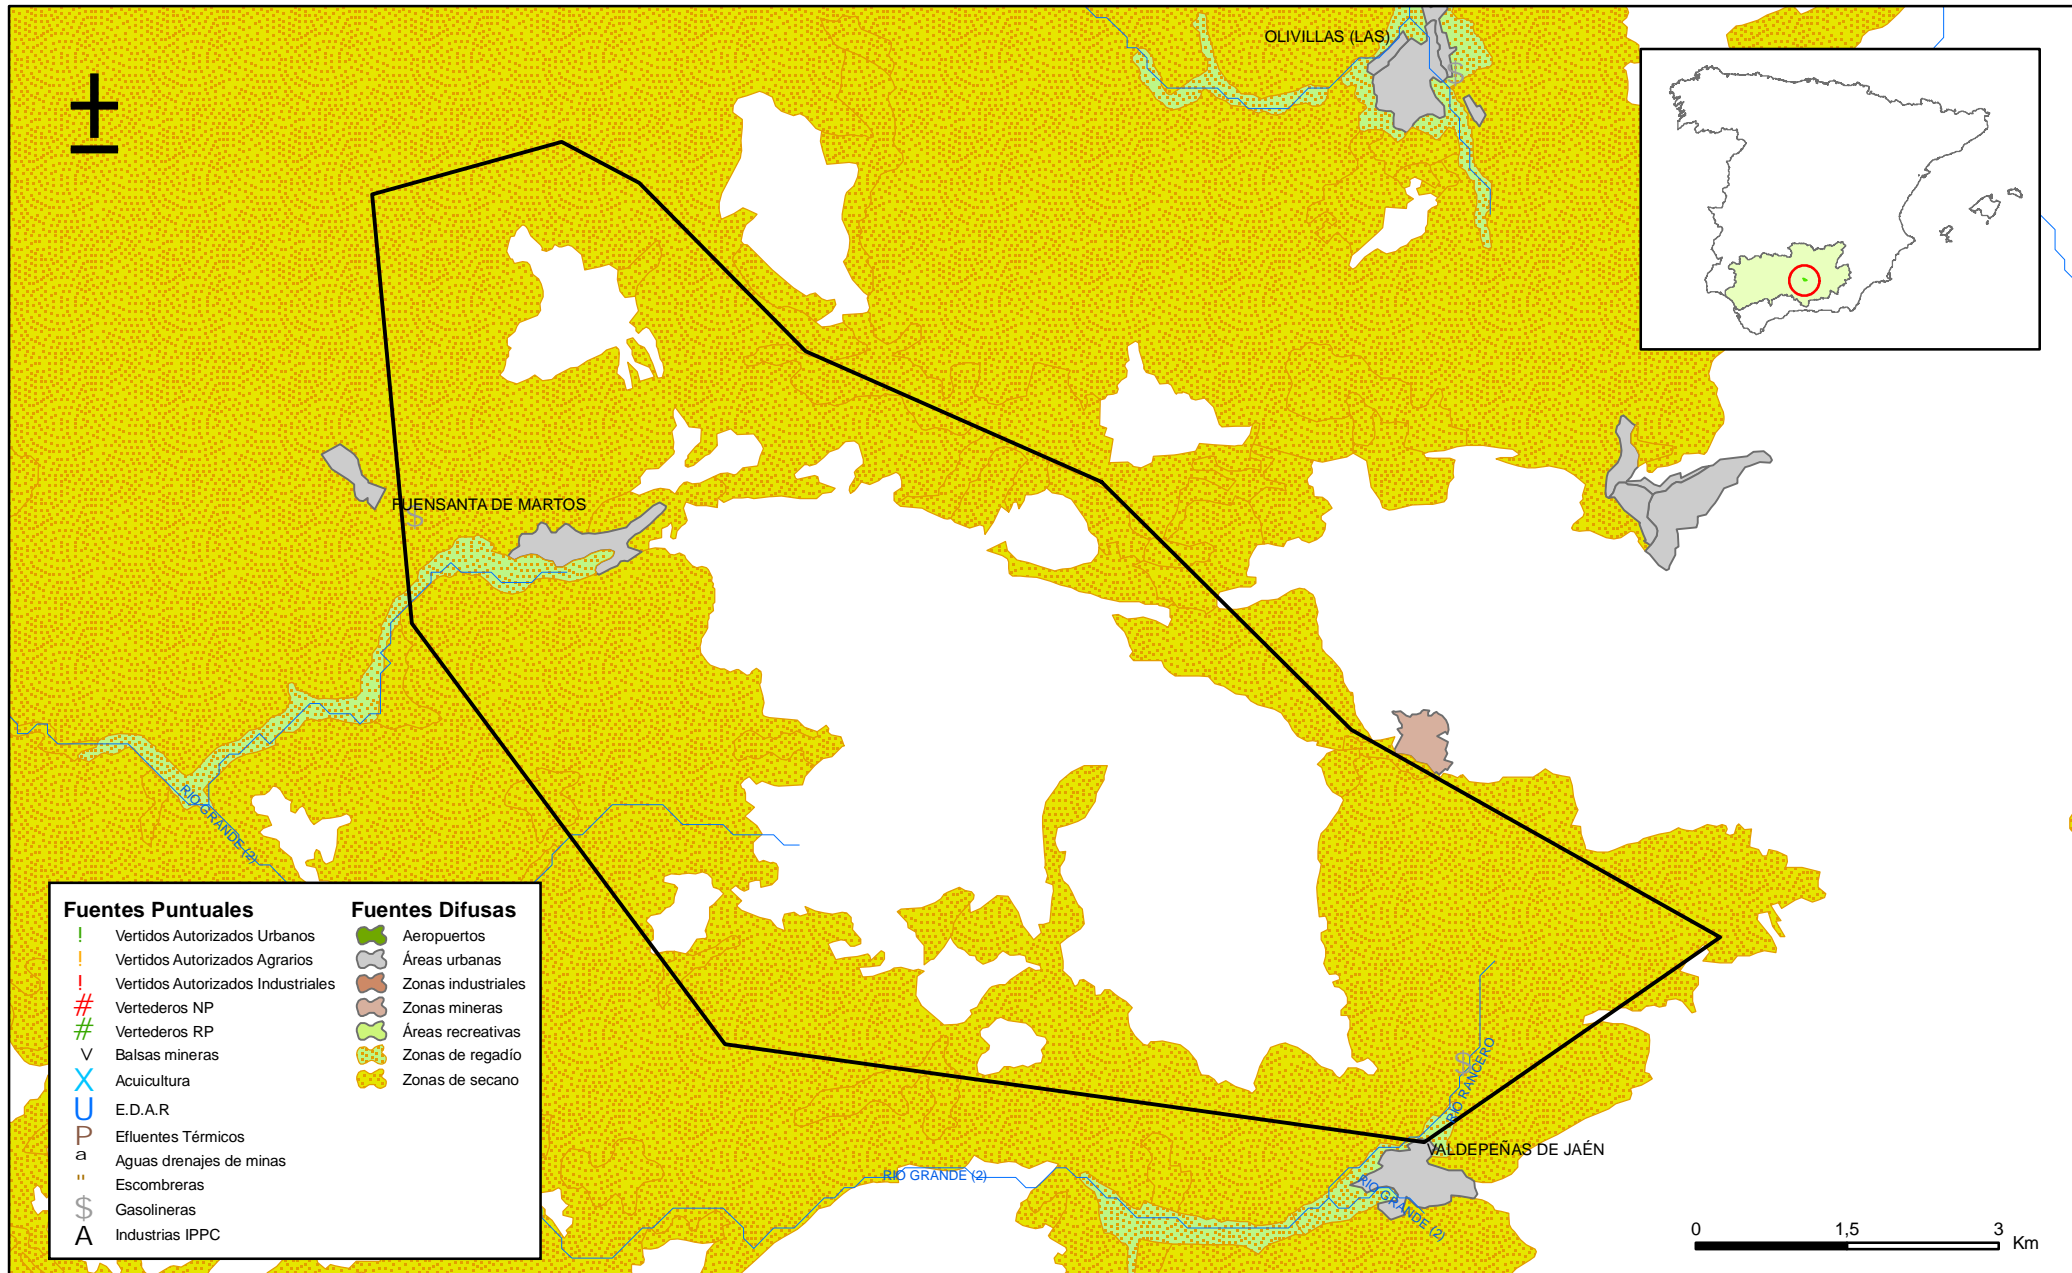 OLIVILLAS (LAS)
$
FUENSANTA DE MARTOS
$
RIO GRANDE (2)
$
RIO RANCERO
VALDEPEÑAS DE JAÉN
RIO GRANDE (2)
RIO GRANDE (2)
Fuentes Puntuales
! Vertidos Autorizados Urbanos
! Vertidos Autorizados Agrarios
! Vertidos Autorizados Industriales
# Vertederos NP
# Vertederos RP
V Balsas mineras
X Acuicultura
U E.D.A.R
P Efluentes Térmicos
a Aguas drenajes de minas
" Escombreras
$ Gasolineras
A Industrias IPPC
Fuentes Difusas
Aeropuertos
Áreas urbanas
Zonas industriales
Zonas mineras
Áreas recreativas
Zonas de regadío
Zonas de secano
0 1,5 3
Km